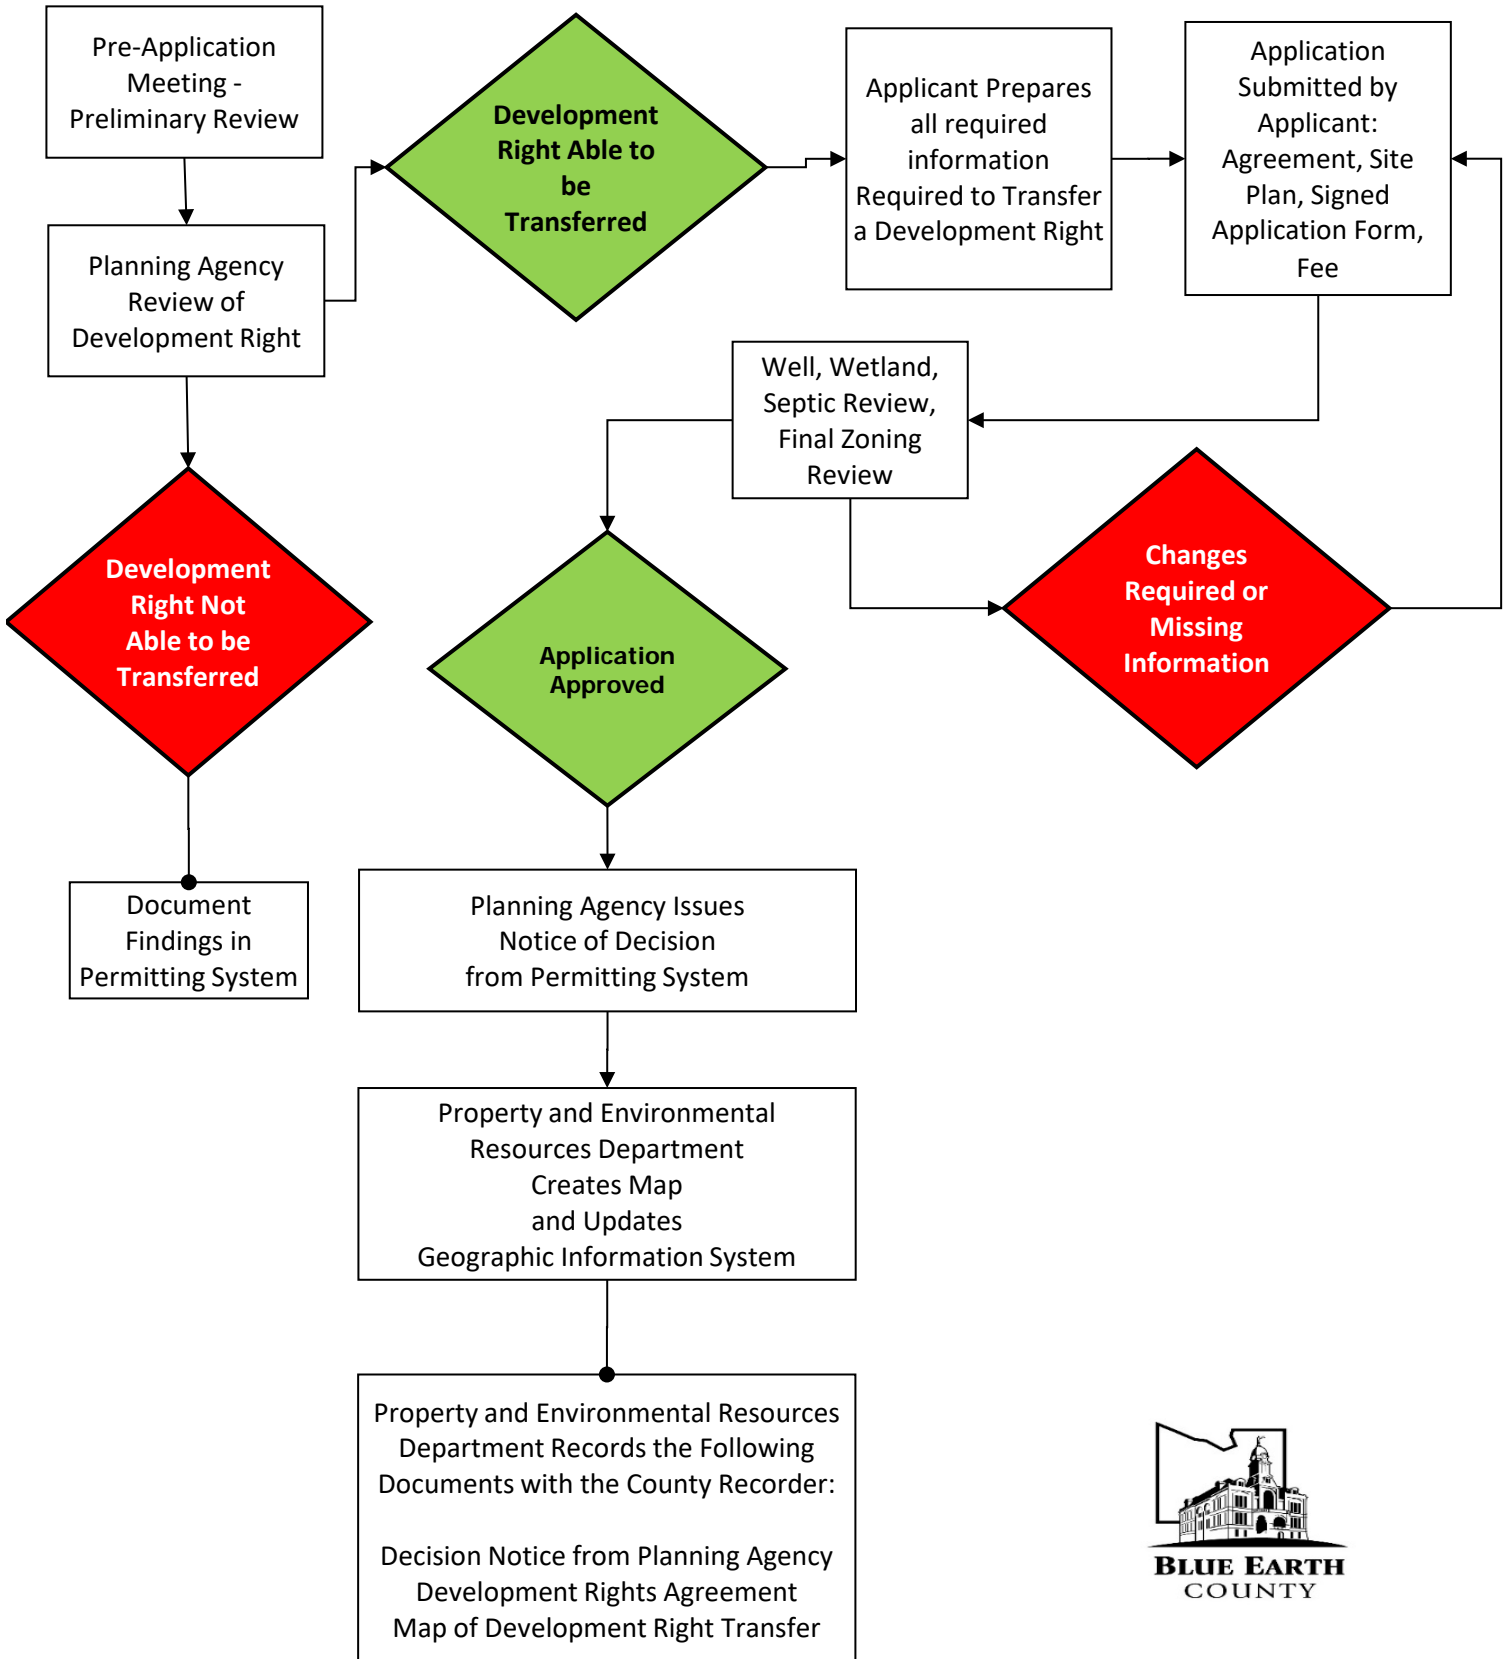 Pre-Application
Meeting -
Preliminary Review
Development
Right Able to
be
Transferred
Applicant Prepares
all required
information
Required to Transfer
a Development Right
Application
Submitted by
Applicant:
Agreement, Site
Plan, Signed
Application Form,
Fee
Planning Agency
Review of
Development Right
Well, Wetland,
Septic Review,
Final Zoning
Review
Development
Right Not
Able to be
Transferred
Changes
Required or
Missing
Information
Application
Approved
Document
Findings in
Permitting System
Planning Agency Issues
Notice of Decision
from Permitting System
Property and Environmental
Resources Department
Creates Map
and Updates
Geographic Information System
Property and Environmental Resources
Department Records the Following
Documents with the County Recorder:
Decision Notice from Planning Agency
Development Rights Agreement
Map of Development Right Transfer
BLUE EARTH
COUNTY